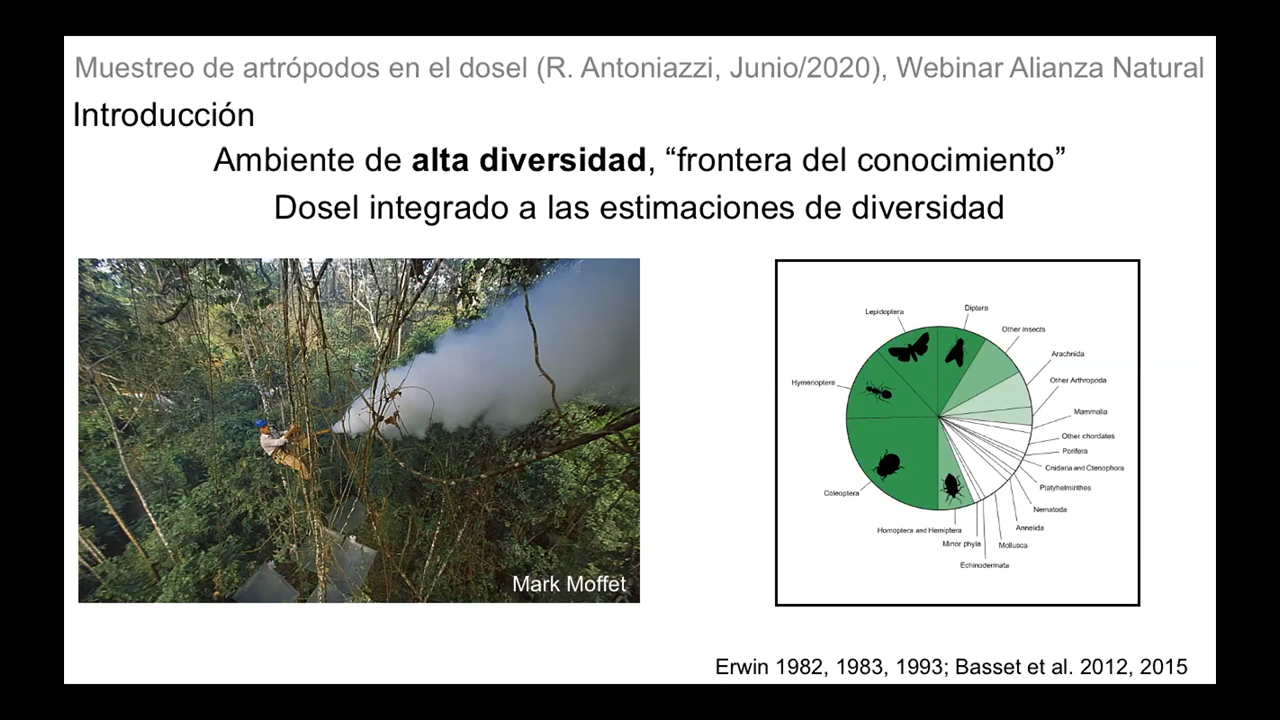 Muestreo de artrópodos en el dosel (R. Antoniazzi, Junio/2020), Webinar Alianza Natural
Introducción
Ambiente de alta diversidad, “frontera del conocimiento”
Dosel integrado a las estimaciones de diversidad
Mark Moffet
Lepidoptera
Diptera
Other insects
Arachnida
Other Arthropoda
Mammalia
Other chordates
Porifera
Cnidaria and Ctenophora
Platyhelminthes
Nematoda
Annelida
Mollusca
Echinodermata
Minor phyla
Homoptera and Hemiptera
Coleoptera
Hymenoptera
Erwin 1982, 1983, 1993; Basset et al. 2012, 2015